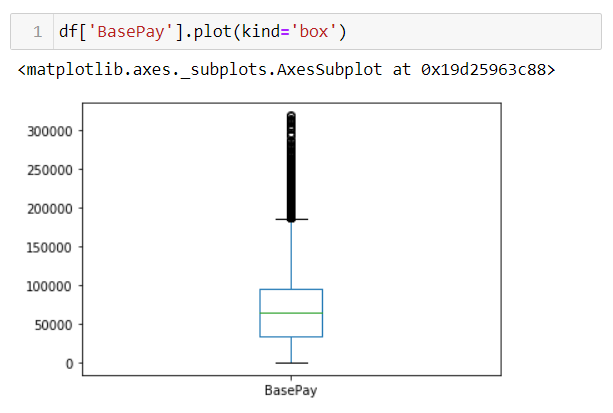 1 df['BasePay'].plot(kind='box')
<matplotlib.axes._subplots.AxesSubplot at 0x19d25963c88>
300000
250000
200000
150000
100000
50000
0
BasePay